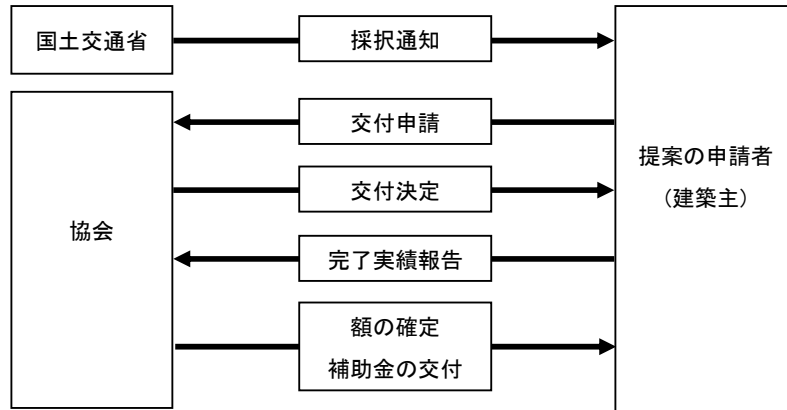 国土交通省
採択通知
交付申請
提案の申請者
（建築主）
交付決定
協会
完了実績報告
額の確定
補助金の交付